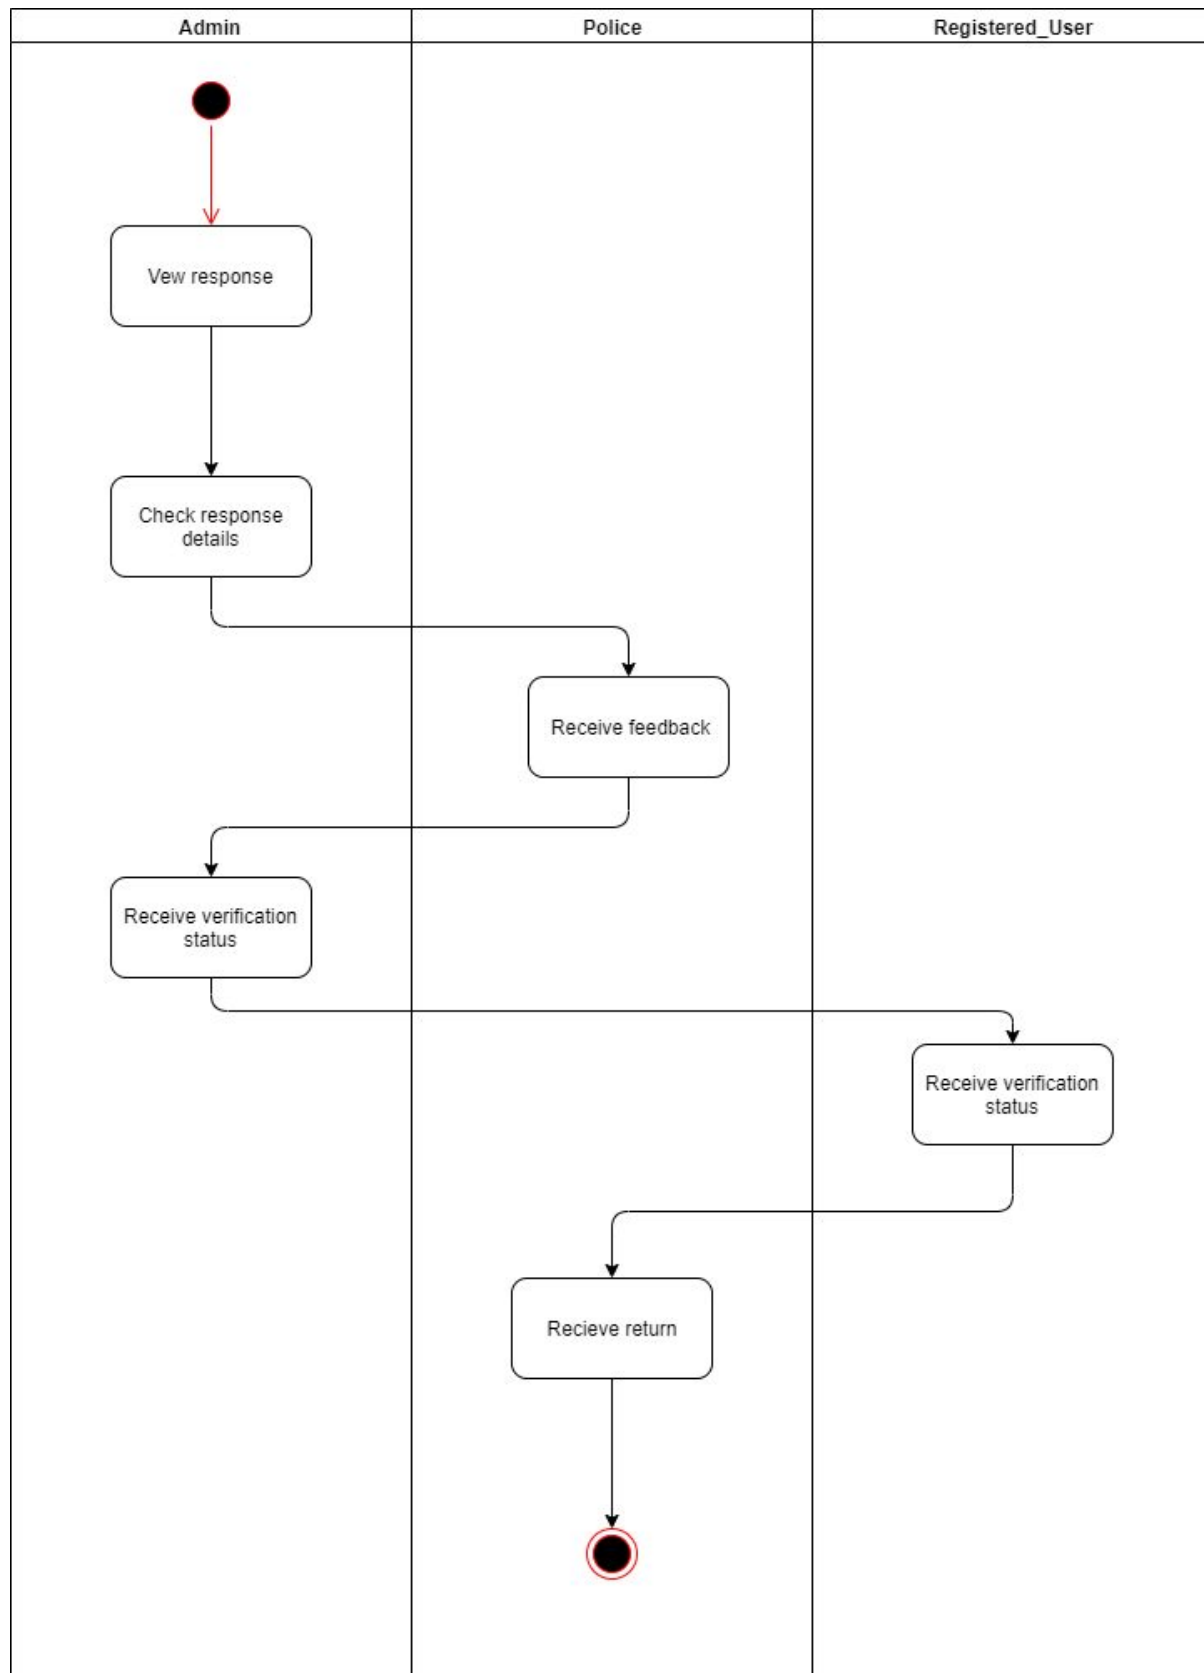 Admin
Police
Registered_User
Vew response
Check response
details
Receive feedback
Receive verification
status
Receive verification
status
Recieve return